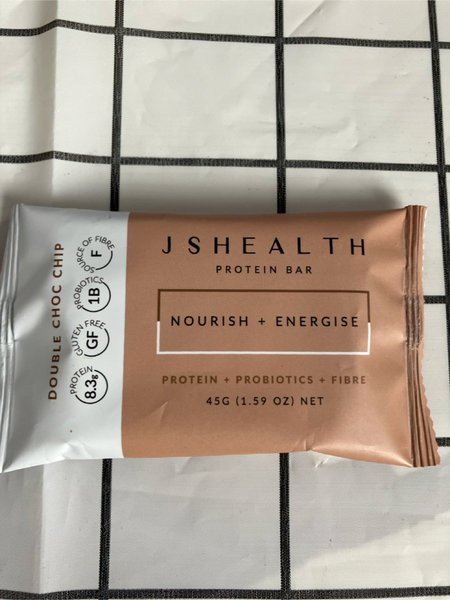 DOUBLE CHOC CHIP
SOURCE OF FIBRE
F
PROBIOTICS
1B
GLUTEN FREE
GF
PROTEIN
8.3g
JSHEALTH
PROTEIN BAR
NOURISH + ENERGISE
PROTEIN + PROBIOTICS + FIBRE
45G (1.59 OZ) NET